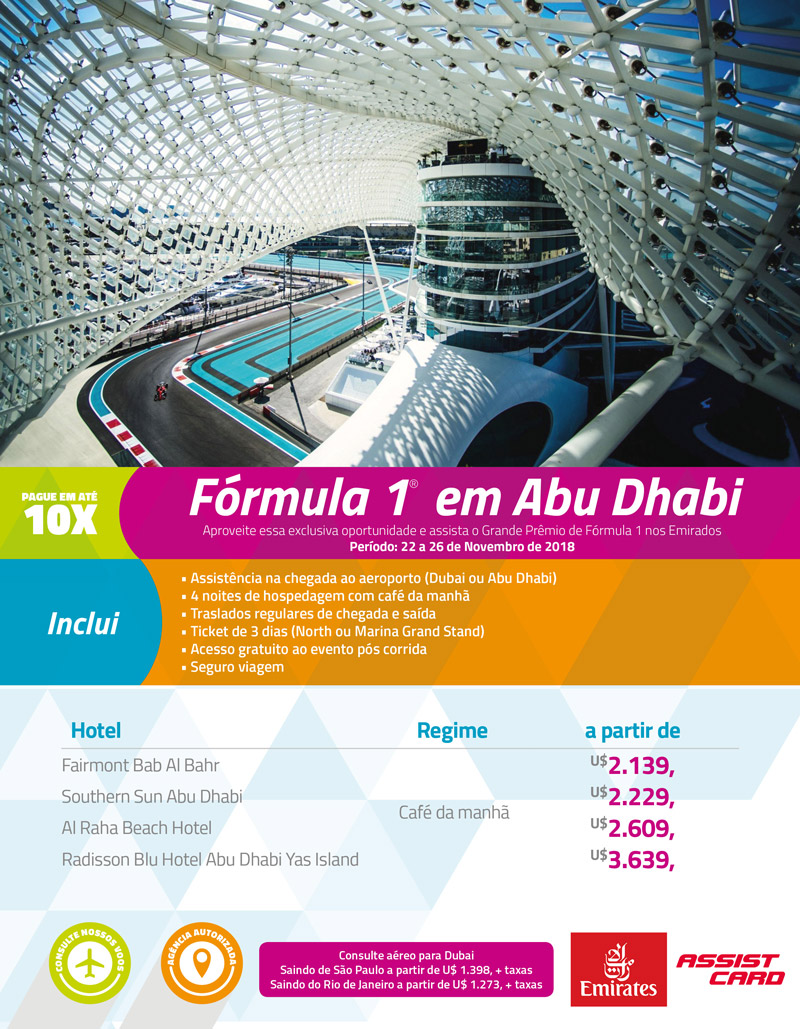 PAGUE EM ATÉ
10X
Fórmula 1® em Abu Dhabi
Aproveite essa exclusiva oportunidade e assista o Grande Prêmio de Fórmula 1 nos Emirados
Período: 22 a 26 de Novembro de 2018
Inclui
• Assistência na chegada ao aeroporto (Dubai ou Abu Dhabi)
• 4 noites de hospedagem com café da manhã
• Traslados regulares de chegada e saída
• Ticket de 3 dias (North ou Marina Grand Stand)
• Acesso gratuito ao evento pós corrida
• Seguro viagem
Hotel Regime a partir de
Fairmont Bab Al Bahr U$2.139,
Southern Sun Abu Dhabi U$2.229,
Café da manhã
Al Raha Beach Hotel U$2.609,
Radisson Blu Hotel Abu Dhabi Yas Island U$3.639,
CONSULTE NOSSOS VOOS
AGÊNCIA AUTORIZADA
Consulte aéreo para Dubai
Saindo de São Paulo a partir de U$ 1.398, + taxas
Saindo do Rio de Janeiro a partir de U$ 1.273, + taxas
Emirates
ASSIST
CARD